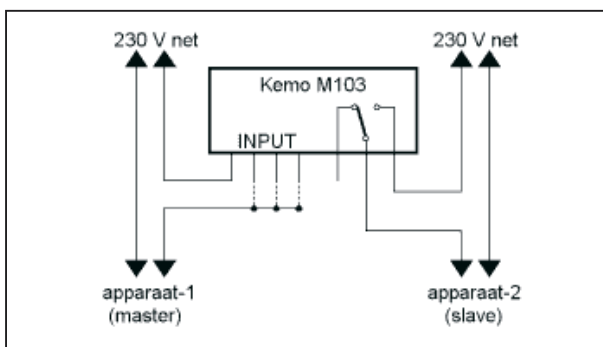 230 V net
230 V net
Kemo M103
INPUT
apparaat-1
(master)
apparaat-2
(slave)